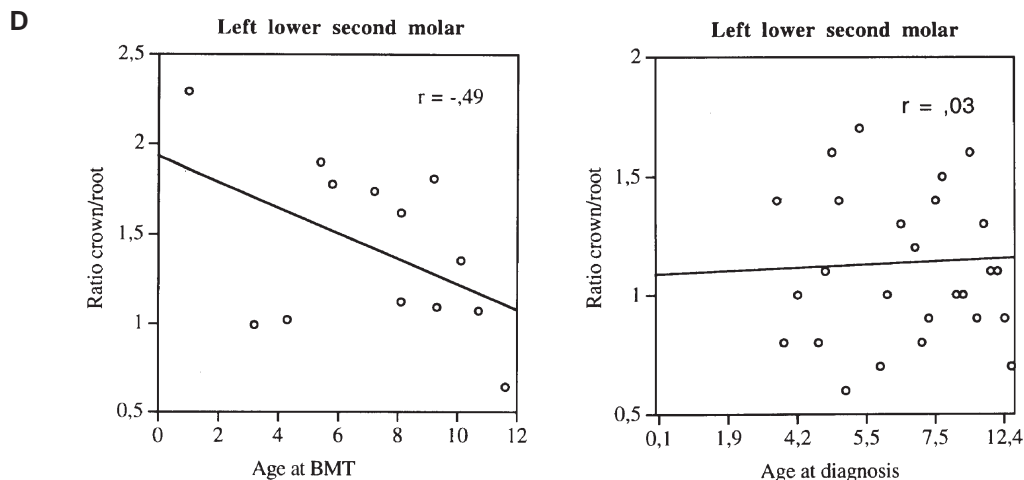 D
Left lower second molar
r = -,49
Ratio crown/root
2,5
2
1,5
1
0,5
0 2 4 6 8 10 12
Age at BMT
Left lower second molar
r = ,03
Ratio crown/root
2
1,5
1
0,5
0,1 1,9 4,2 5,5 7,5 12,4
Age at diagnosis